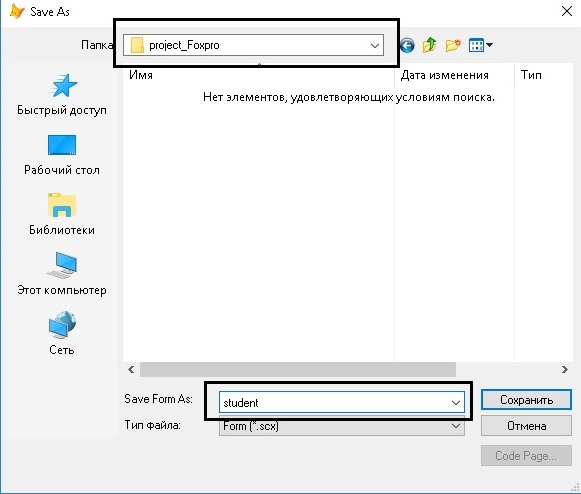 Save As
Папка
project_Foxpro
Имя
Дата изменения
Тип
Нет элементов, удовлетворяющих условиям поиска.
Быстрый доступ
Рабочий стол
Библиотеки
Этот компьютер
Сеть
Save Form As:
student
Сохранить
Тип файла:
Form (*.scx)
Отмена
Code Page...